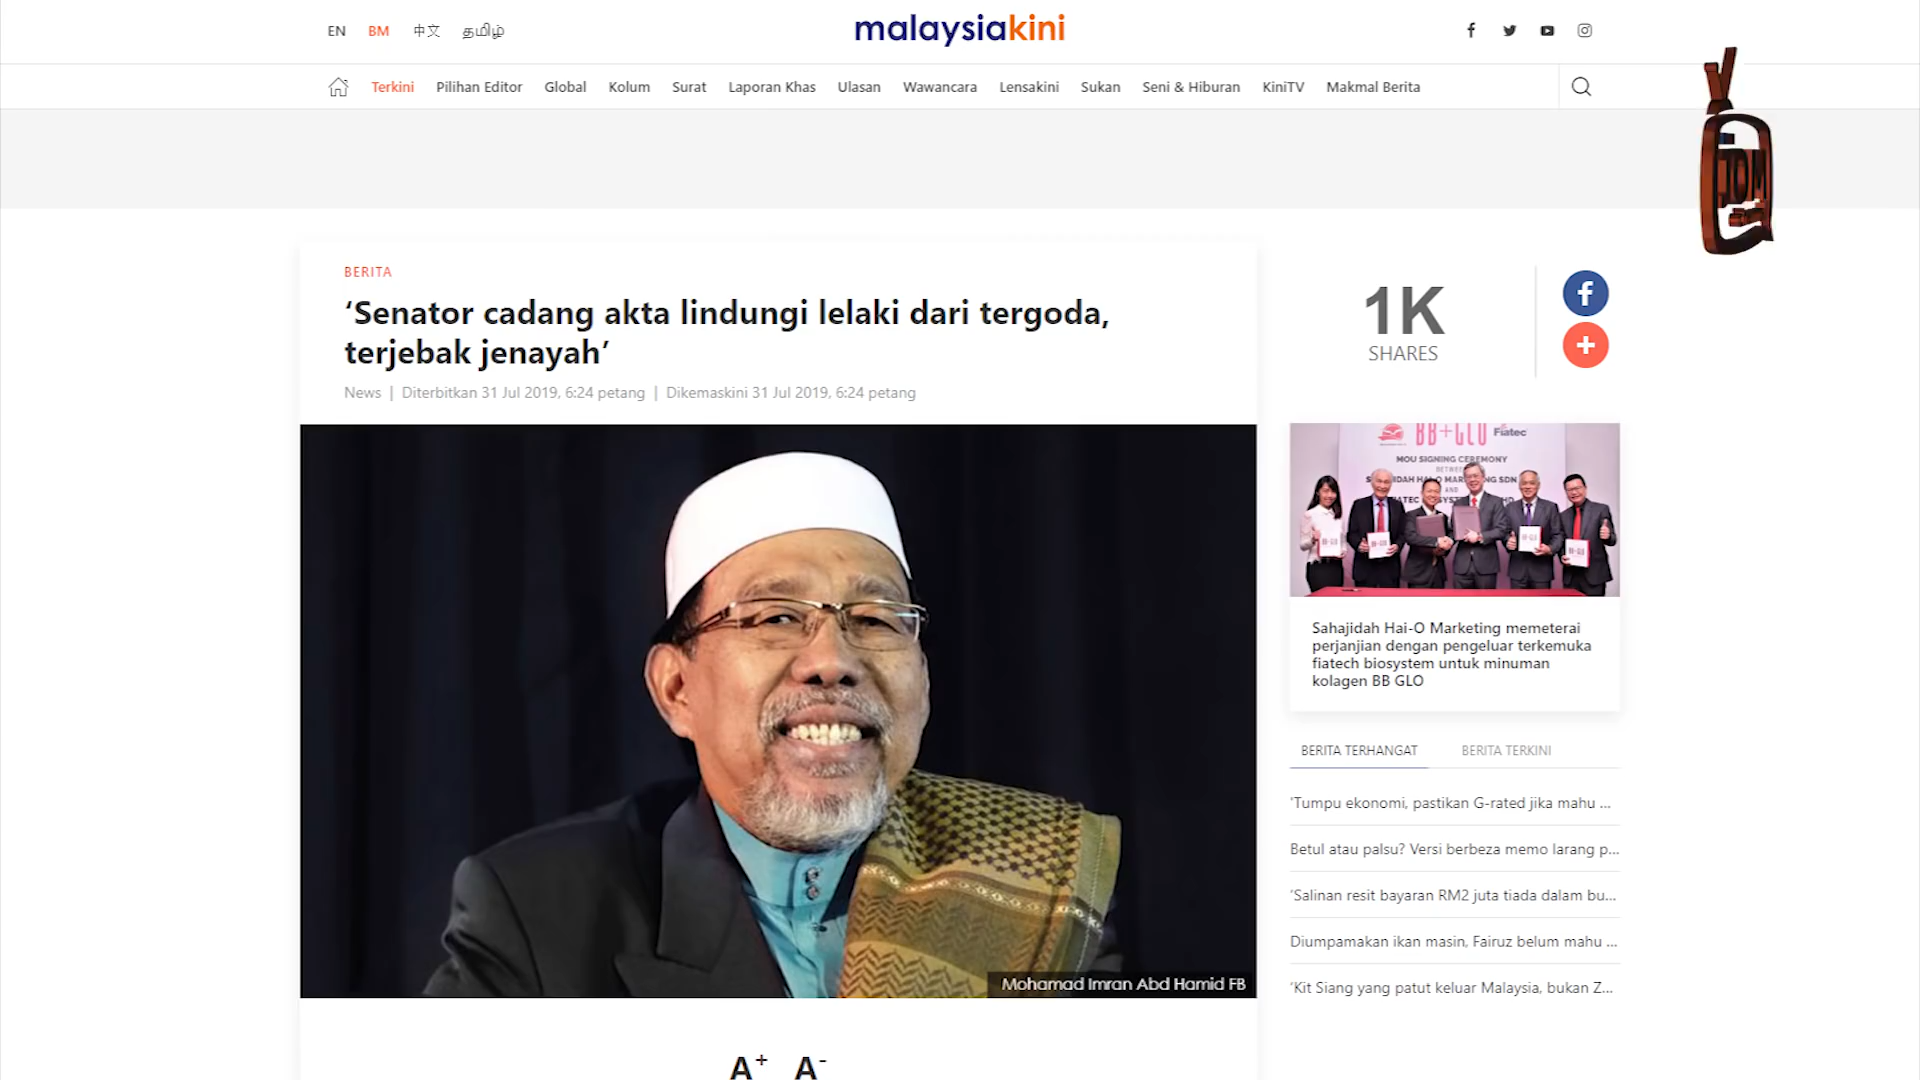 EN BM 中文 தமிழ்
malaysiakini
Terkini Pilihan Editor Global Kolum Surat Laporan Khas Ulasan Wawancara Lensakini Sukan Seni & Hiburan KiniTV Makmal Berita
JOM
BERITA
‘Senator cadang akta lindungi lelaki dari tergoda,
terjebak jenayah’
News | Diterbitkan 31 Jul 2019, 6:24 petang | Dikemaskini 31 Jul 2019, 6:24 petang
Mohamad Imran Abd Hamid FB
A+ A-
1K
SHARES
BB+GLO Fiatec
MOU SIGNING CEREMONY
AND
Sahajidah Hai-O Marketing memeterai
perjanjian dengan pengeluar terkemuka
fiatech biosystem untuk minuman
kolagen BB GLO
BERITA TERHANGAT BERITA TERKINI
‘Tumpu ekonomi, pastikan G-rated jika mahu ...
Betul atau palsu? Versi berbeza memo larang p...
‘Salinan resit bayaran RM2 juta tiada dalam bu...
Diumpamakan ikan masin, Fairuz belum mahu ...
‘Kit Siang yang patut keluar Malaysia, bukan Z...